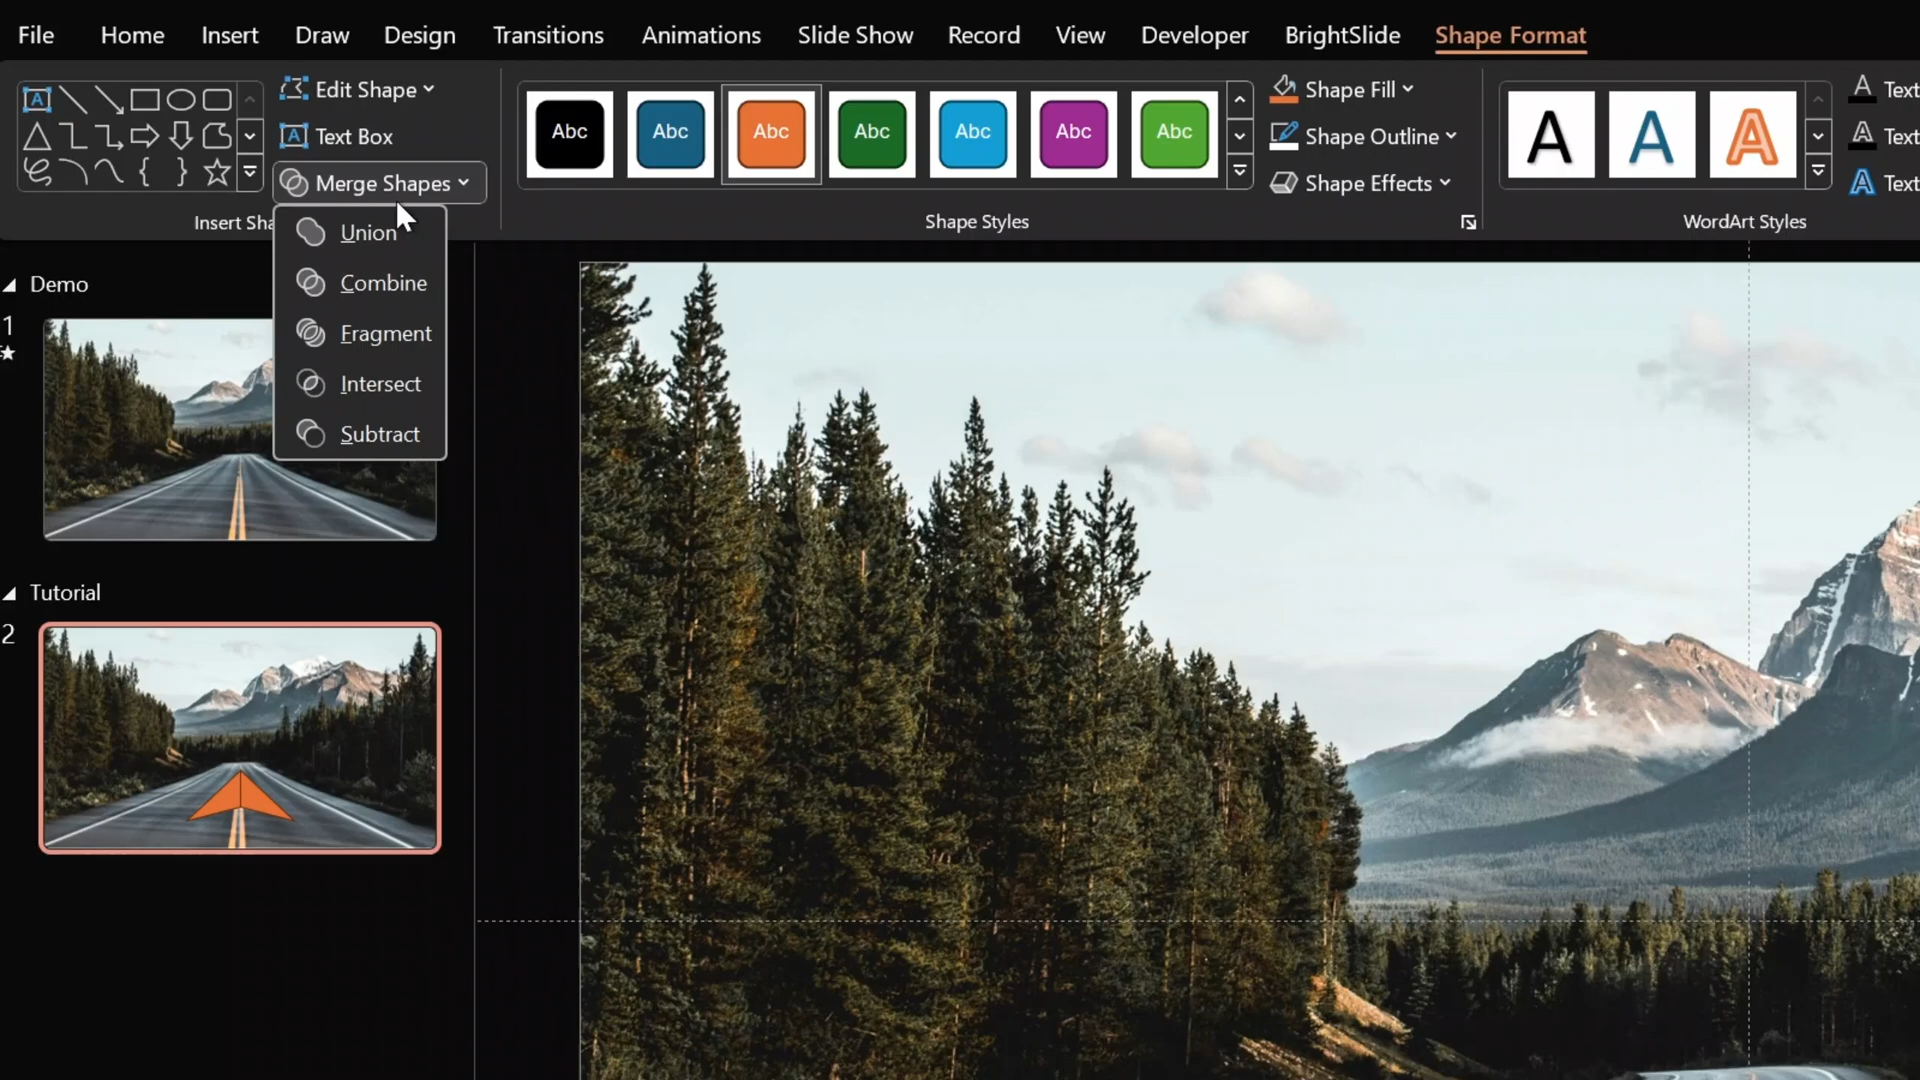 File Home Insert Draw Design Transitions Animations Slide Show Record View Developer BrightSlide Shape Format
Edit Shape
Text Box
Merge Shapes
Insert Sha
Union
Combine
Fragment
Intersect
Subtract
Abc Abc Abc Abc Abc Abc Abc
Shape Fill
Shape Outline
Shape Effects
Shape Styles
A A A
A Text
A Text
A Text
WordArt Styles
Demo
1
Tutorial
2